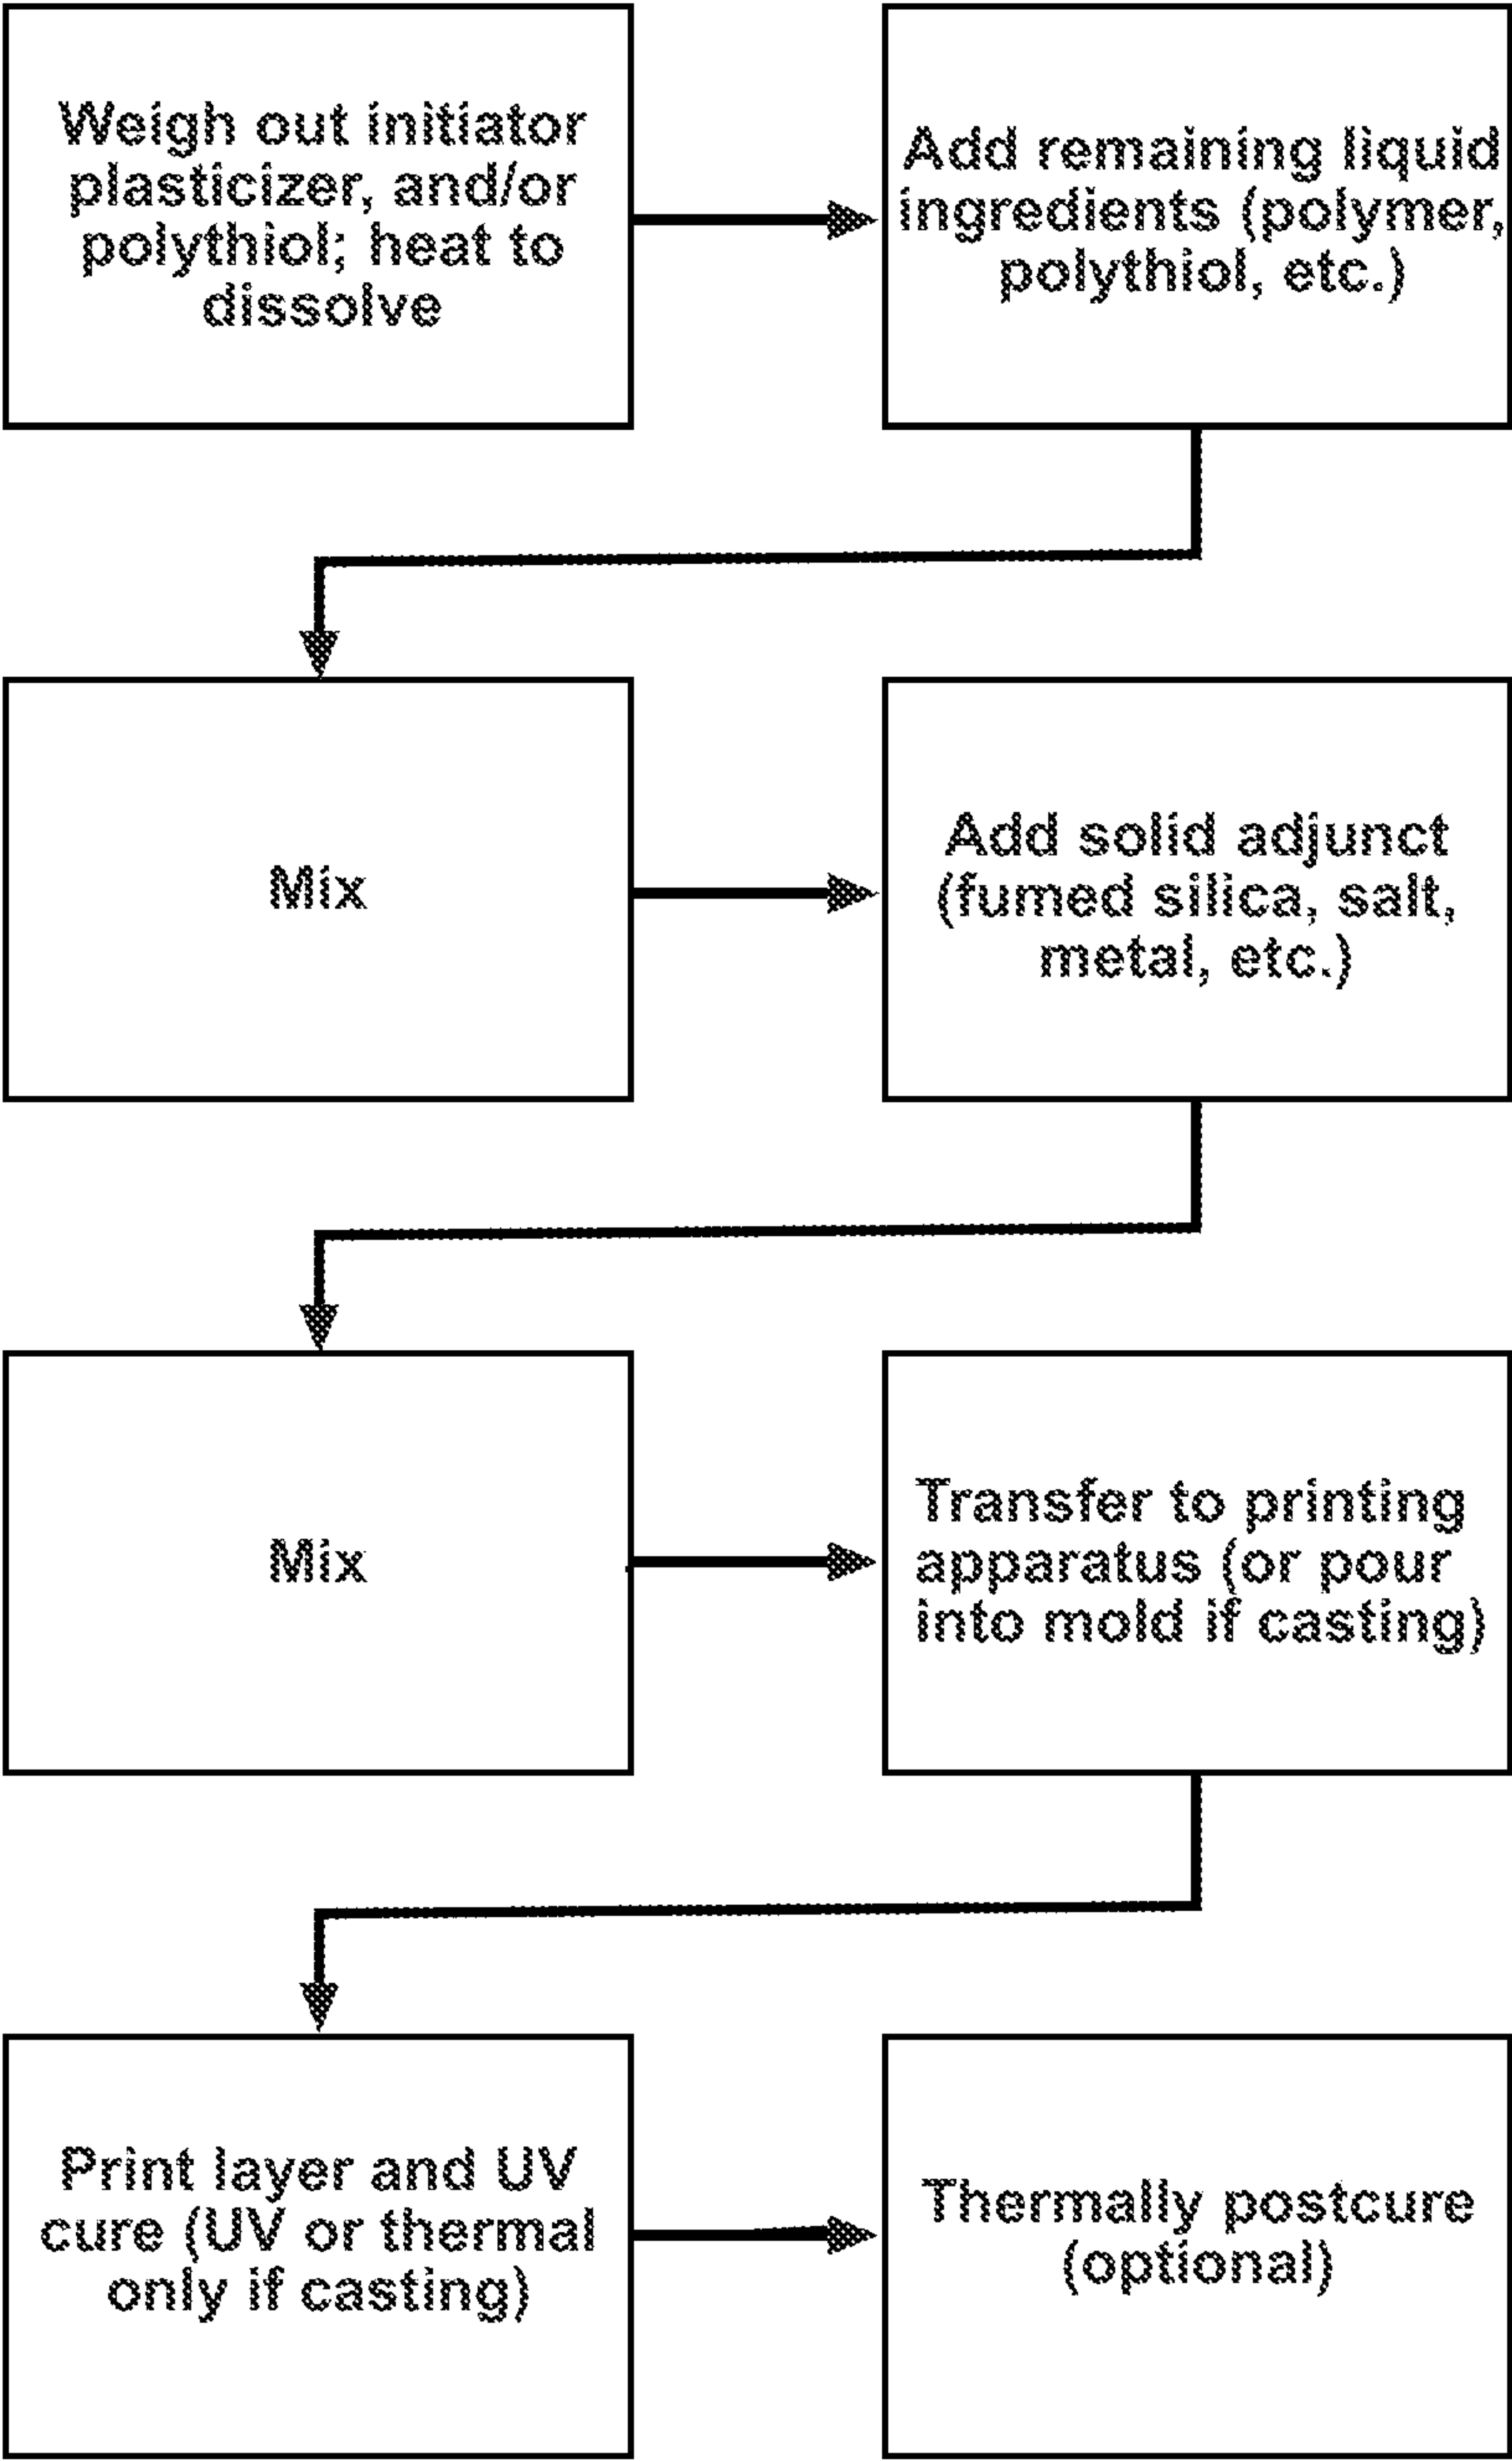 Weigh out initiator
plasticizer, and/or
polythiol; heat to
dissolve
Add remaining liquid
ingredients (polymer,
polythiol, etc.)
Mix
Add solid adjunct
(fumed silica, salt,
metal, etc.)
Mix
Transfer to printing
apparatus (or pour
into mold if casting)
Print layer and UV
cure (UV or thermal
only if casting)
Thermally postcure
(optional)